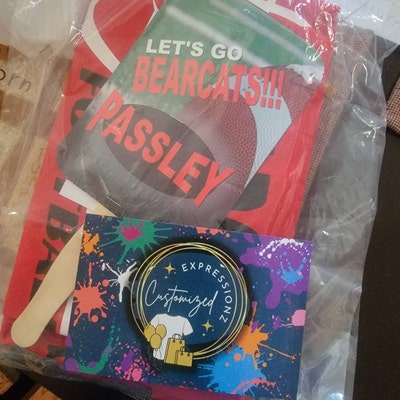 LET'S GO
BEARCATS!!!
PASSLEY
EXPRESSIONZ
Customized